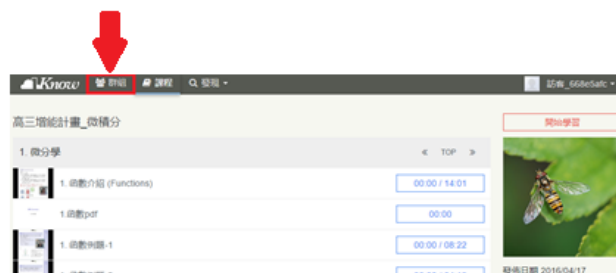 Know 群組 課程 發現
訪客_668e5afc
高三增能計畫_微積分
開始學習
1. 微分學
« TOP »
1. 函數介紹 (Functions)
00:00 / 14:01
1.函數pdf
00:00
1. 函數例題-1
00:00 / 08:22
發佈日期 2016/04/17